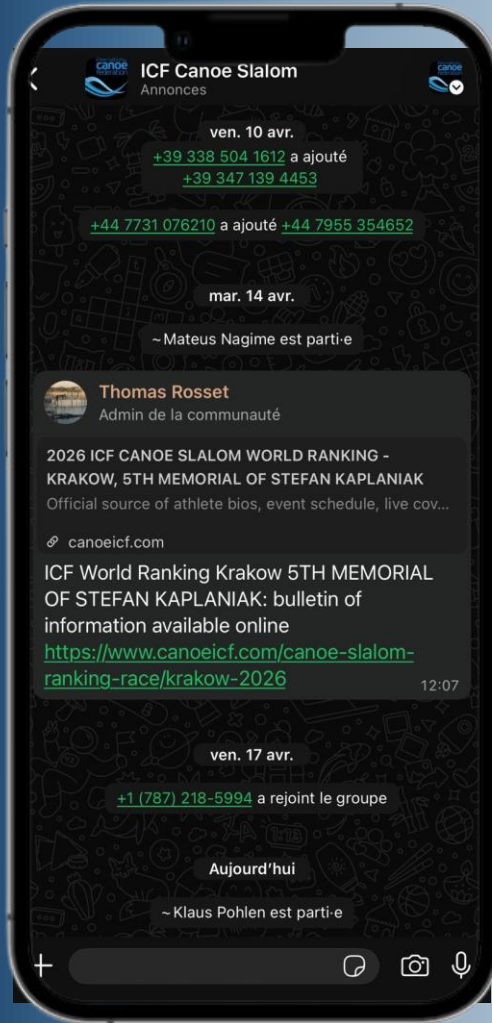 canoe
federation
ICF Canoe Slalom
Annonces
canoe
ven. 10 avr.
+39 338 504 1612 a ajouté
+39 347 139 4453
+44 7731 076210 a ajouté +44 7955 354652
mar. 14 avr.
~Mateus Nagime est parti·e
Thomas Rosset
Admin de la communauté
2026 ICF CANOE SLALOM WORLD RANKING -
KRAKOW, 5TH MEMORIAL OF STEFAN KAPLANIAK
Official source of athlete bios, event schedule, live cov...
canoeicf.com
ICF World Ranking Krakow 5TH MEMORIAL
OF STEFAN KAPLANIAK: bulletin of
information available online
https://www.canoeicf.com/canoe-slalom-
ranking-race/krakow-2026
12:07
ven. 17 avr.
+1 (787) 218-5994 a rejoint le groupe
Aujourd'hui
~Klaus Pohlen est parti·e